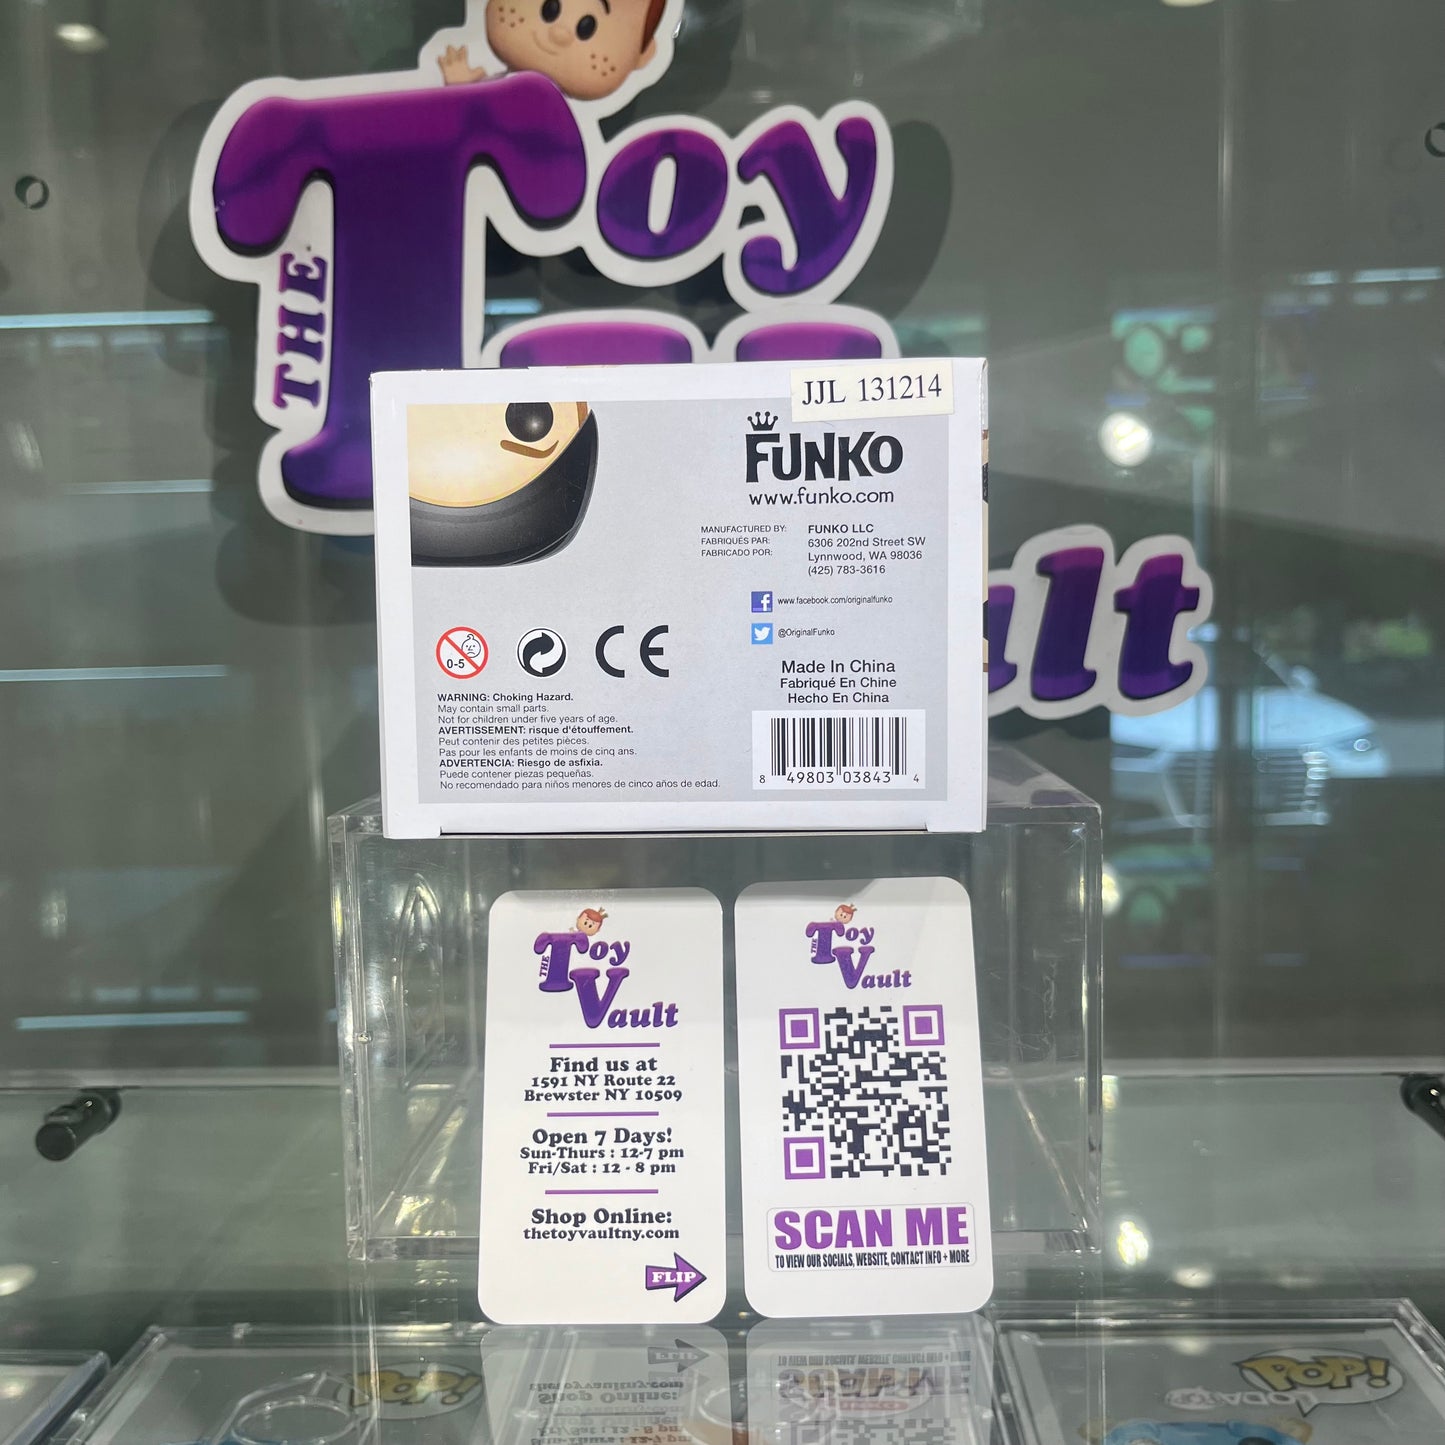 THE
Toy
ult
JJL 131214
FUNKO
www.funko.com
MANUFACTURED BY:
FABRIQUÉS PAR:
FABRICADO POR:
FUNKO LLC
6306 202nd Street SW
Lynnwood, WA 98036
(425) 783-3616
www.facebook.com/originalfunko
@OriginalFunko
0-5
CE
Made In China
Fabriqué En Chine
Hecho En China
WARNING: Choking Hazard.
May contain small parts.
Not for children under five years of age.
AVERTISSEMENT: risque d'étouffement.
Peut contenir des petites pièces.
Pas pour les enfants de moins de cinq ans.
ADVERTENCIA: Riesgo de asfixia.
Puede contener piezas pequeñas.
No recomendado para niños menores de cinco años de edad.
8 49803 03843 4
THE
Toy
Vault
Find us at
1591 NY Route 22
Brewster NY 10509
Open 7 Days!
Sun-Thurs : 12-7 pm
Fri/Sat : 12 - 8 pm
Shop Online:
thetoyvaultny.com
FLIP
THE
Toy
Vault
SCAN ME
TO VIEW OUR SOCIALS, WEBSITE, CONTACT INFO + MORE
POP!
POP!